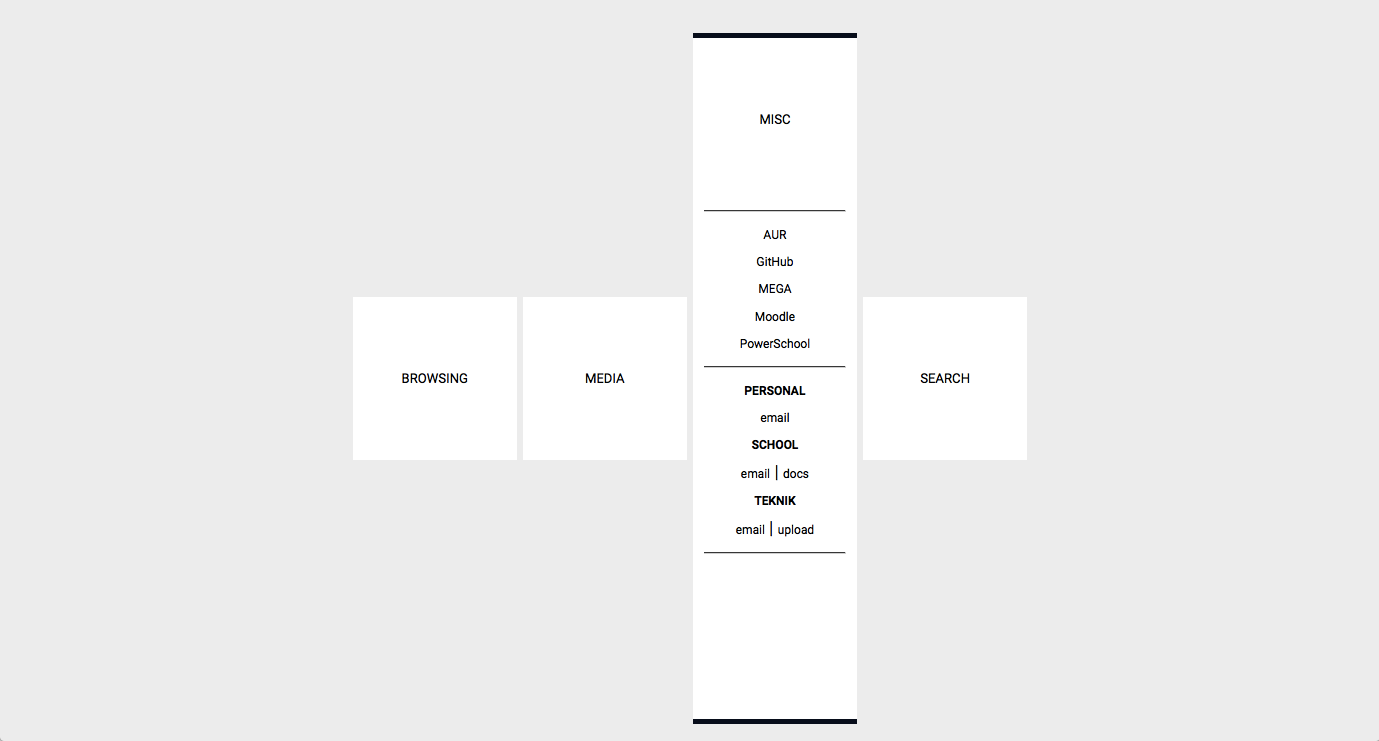 BROWSING
MEDIA
MISC
AUR
GitHub
MEGA
Moodle
PowerSchool
PERSONAL
email
SCHOOL
email | docs
TEKNIK
email | upload
SEARCH